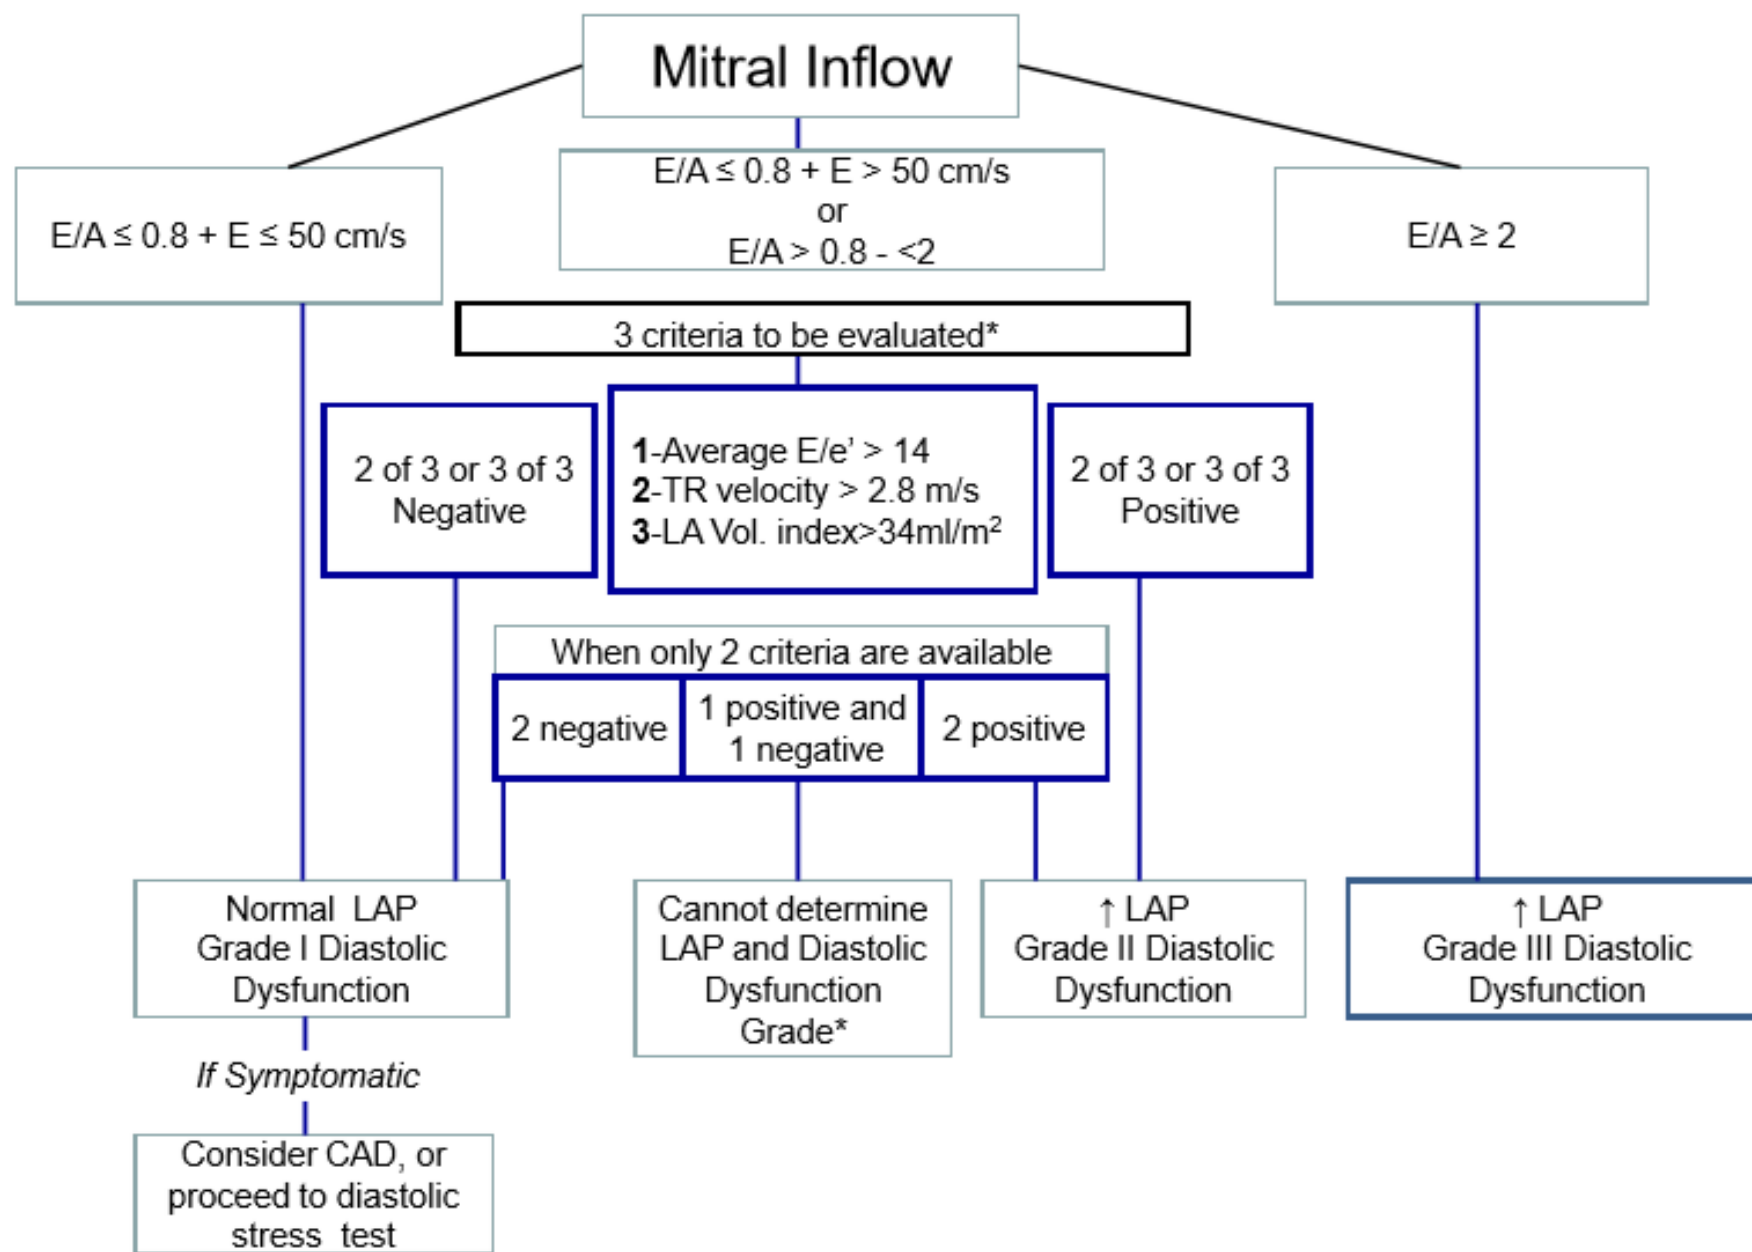 Mitral Inflow
E/A ≤ 0.8 + E ≤ 50 cm/s
E/A ≤ 0.8 + E > 50 cm/s
or
E/A > 0.8 - <2
E/A ≥ 2
3 criteria to be evaluated*
2 of 3 or 3 of 3
Negative
1-Average E/e’ > 14
2-TR velocity > 2.8 m/s
3-LA Vol. index>34ml/m²
2 of 3 or 3 of 3
Positive
When only 2 criteria are available
2 negative
1 positive and
1 negative
2 positive
Normal LAP
Grade I Diastolic
Dysfunction
Cannot determine
LAP and Diastolic
Dysfunction
Grade*
↑ LAP
Grade II Diastolic
Dysfunction
↑ LAP
Grade III Diastolic
Dysfunction
If Symptomatic
Consider CAD, or
proceed to diastolic
stress test